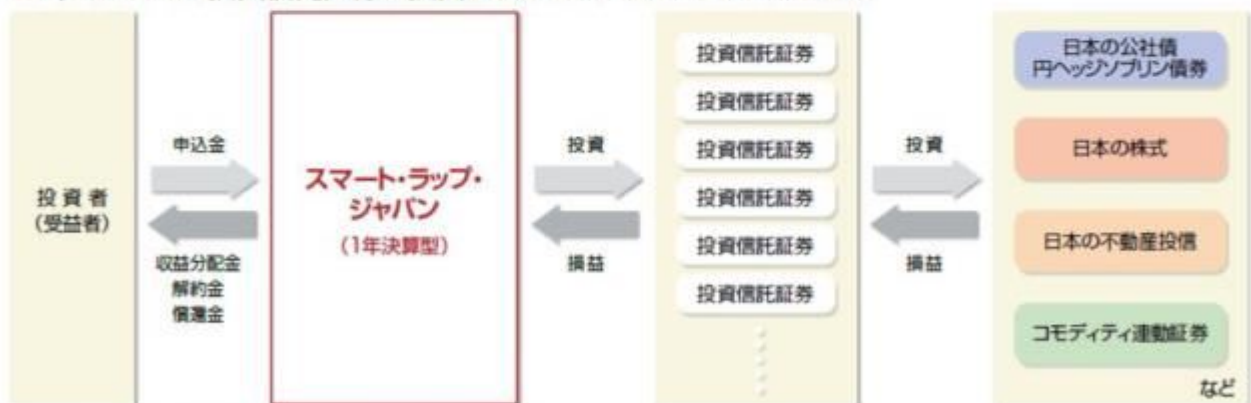 投資者
(受益者)
申込金
収益分配金
解約金
償還金
スマート・ラップ・
ジャパン
(1年決算型)
投資
損益
投資信託証券
投資信託証券
投資信託証券
投資信託証券
投資信託証券
投資信託証券
投資
損益
日本の公社債
円ヘッジソブリン債券
日本の株式
日本の不動産投信
コモディティ連動証券
など